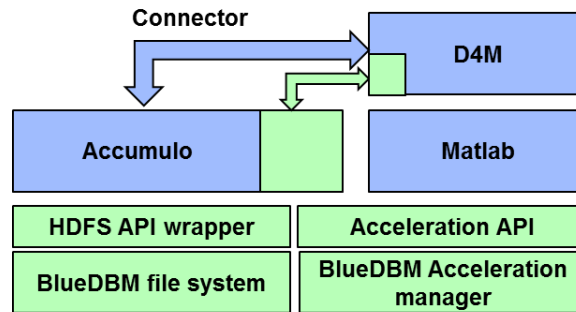 Connector
D4M
Accumulo
Matlab
HDFS API wrapper
Acceleration API
BlueDBM file system
BlueDBM Acceleration
manager